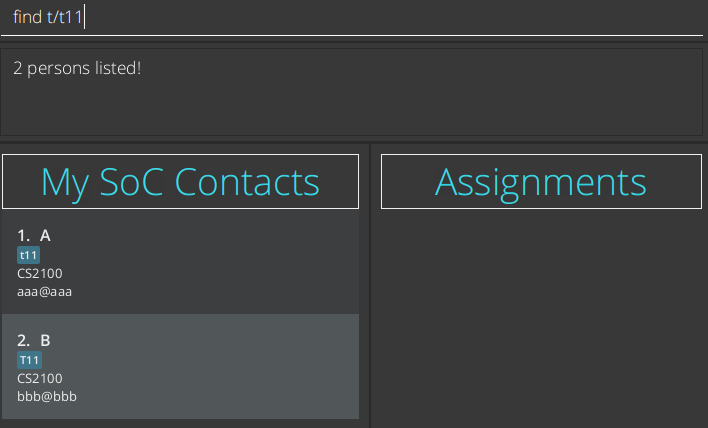 find t/t11
2 persons listed!
My SoC Contacts
1. A
t11
CS2100
aaa@aaa
2. B
T11
CS2100
bbb@bbb
Assignments